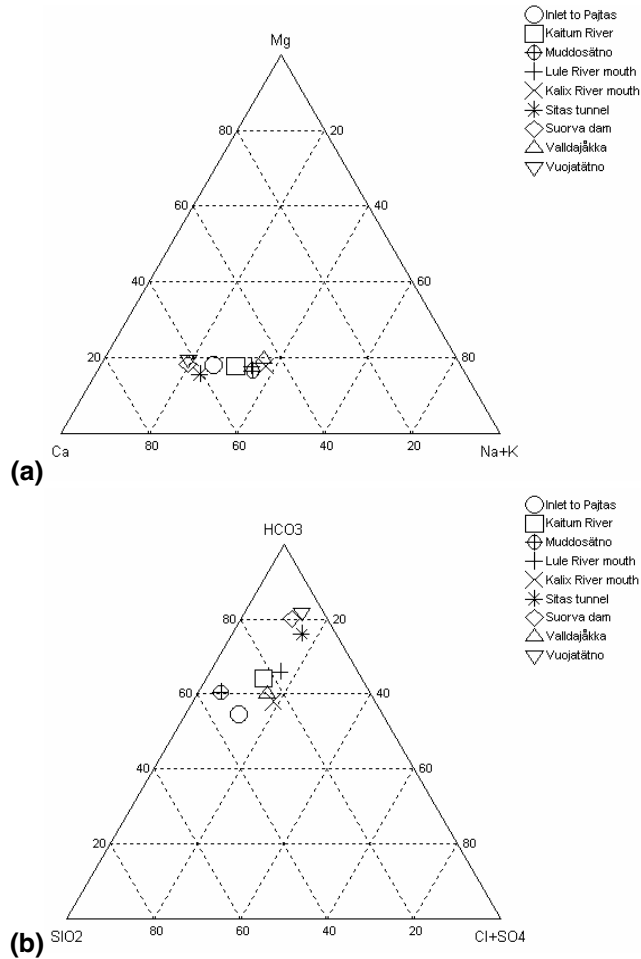 Mg
Inlet to Pajtas
Kaitum River
Muddosätno
Lule River mouth
Kalix River mouth
Sitas tunnel
Suorva dam
Valldajåkka
Vuojatätno
80 20
60 40
40 60
20 80
Ca 80 60 40 20 Na+K
(a)
HCO3
Inlet to Pajtas
Kaitum River
Muddosätno
Lule River mouth
Kalix River mouth
Sitas tunnel
Suorva dam
Valldajåkka
Vuojatätno
80 20
60 40
40 60
20 80
SIO2 80 60 40 20 Cl+SO4
(b)